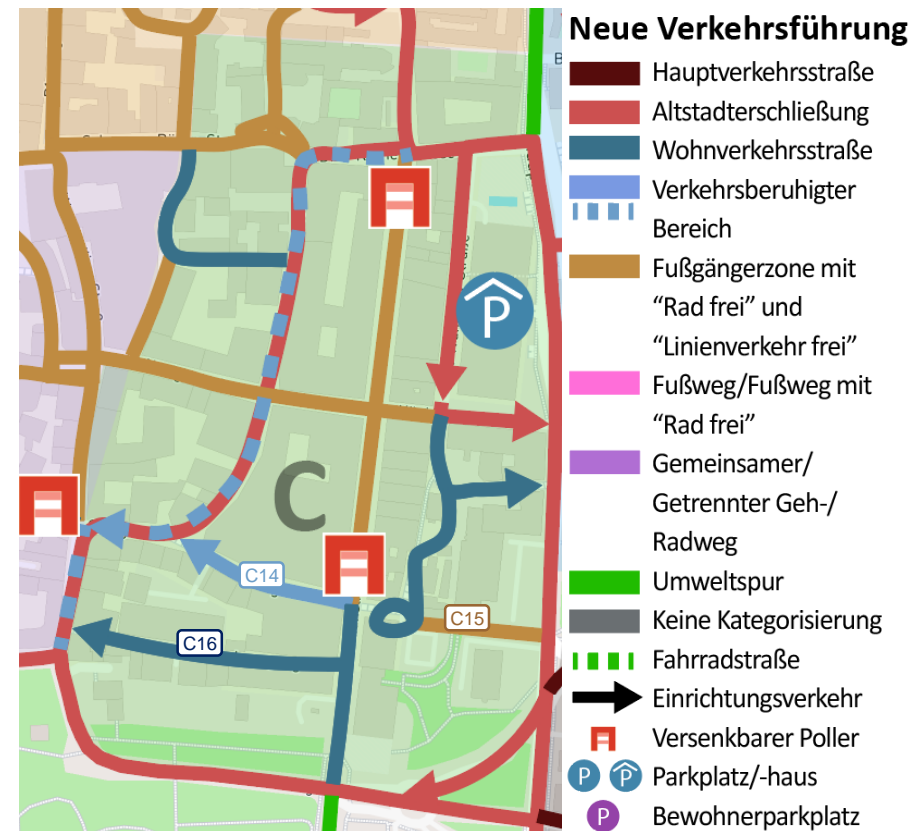 Neue Verkehrsführung
Hauptverkehrsstraße
Altstadterschließung
Wohnverkehrsstraße
Verkehrsberuhigter
Bereich
Fußgängerzone mit
“Rad frei” und
“Linienverkehr frei”
Fußweg/Fußweg mit
“Rad frei”
Gemeinsamer/
Getrennter Geh-/
Radweg
Umweltspur
Keine Kategorisierung
Fahrradstraße
Einrichtungsverkehr
Versenkbarer Poller
P P Parkplatz/-haus
P Bewohnerparkplatz
P
C
C14
C15
C16